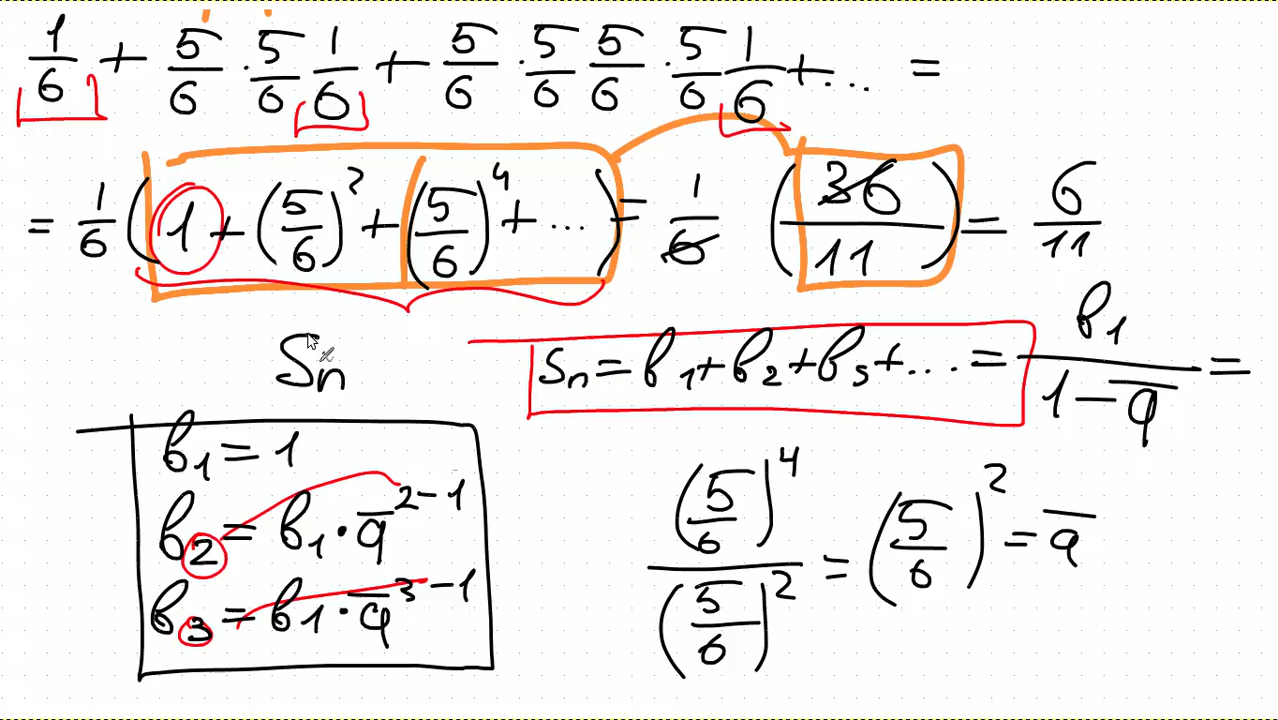 1/6 + 5/6 · 5/6 1/6 + 5/6 · 5/6 5/6 · 5/6 1/6 + ... =
= 1/6 (1 + (5/6)² + (5/6)⁴ + ...) = 1/6 (36/11) = 6/11
Sn
Sn = b₁ + b₂ + b₃ + ... = b₁/(1 − q̅) =
b₁ = 1
b₂ = b₁ · q̅²⁻¹
b₃ = b₁ · q̅³⁻¹
(5/6)⁴/(5/6)² = (5/6)² = q̅